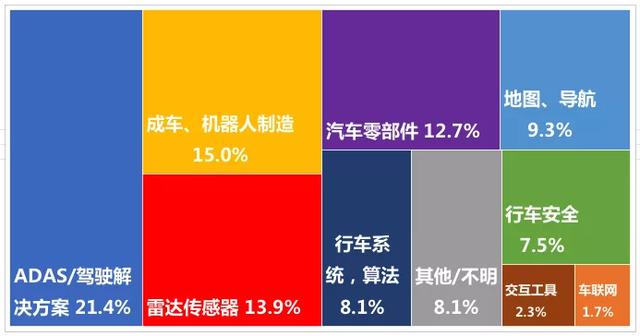 ADAS/驾驶解
决方案 21.4%
成车、机器人制造
15.0%
雷达传感器 13.9%
汽车零部件 12.7%
行车系
统，算法
8.1%
其他/不明
8.1%
地图、导航
9.3%
行车安全
7.5%
交互工具
2.3%
车联网
1.7%